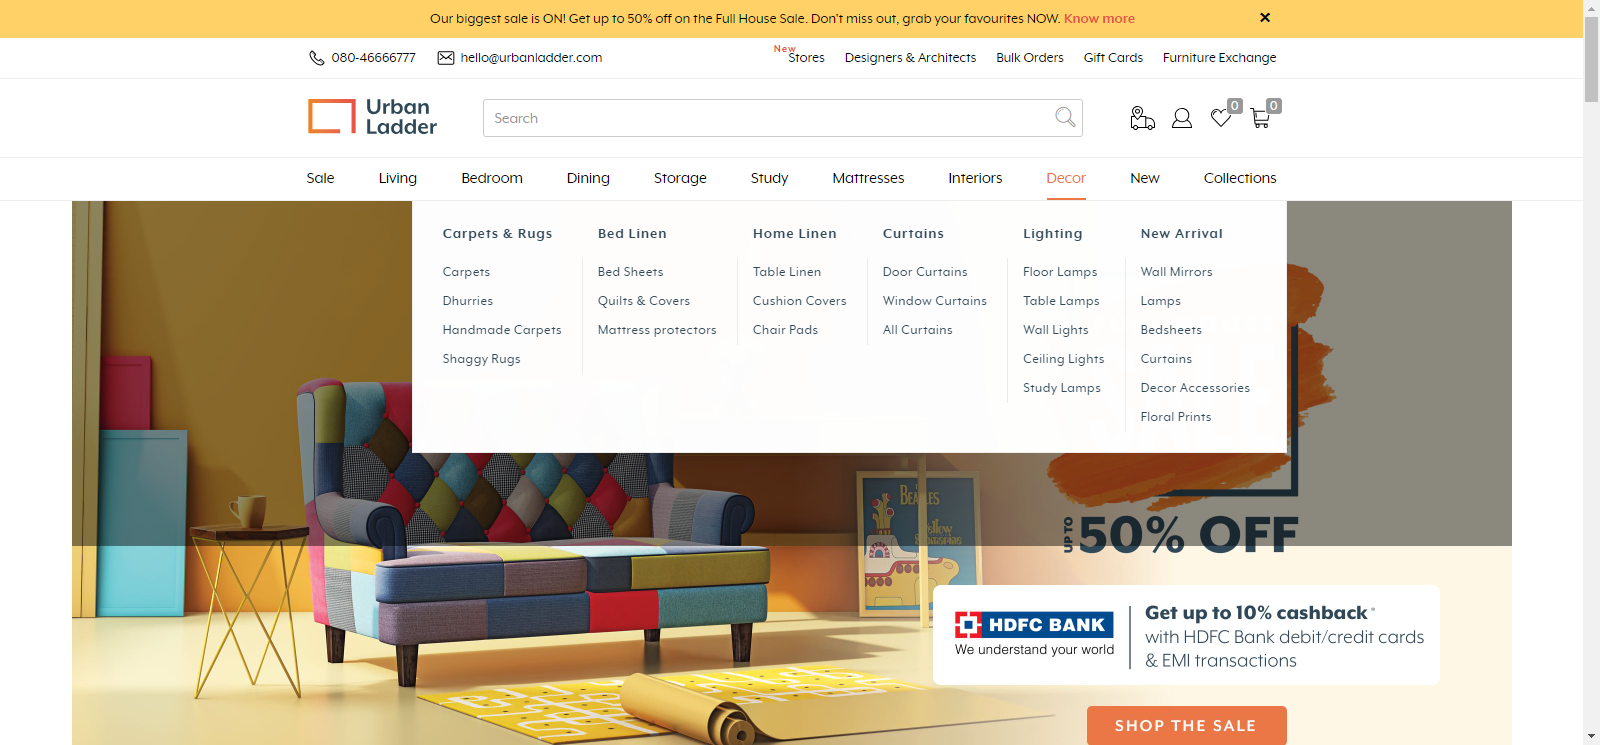 Our biggest sale is ON! Get up to 50% off on the Full House Sale. Don't miss out, grab your favourites NOW. Know more
080-46666777 hello@urbanladder.com New Stores Designers & Architects Bulk Orders Gift Cards Furniture Exchange
Urban
Ladder
Search
0 0
Sale Living Bedroom Dining Storage Study Mattresses Interiors Decor New Collections
Carpets & Rugs
Carpets
Dhurries
Handmade Carpets
Shaggy Rugs
Bed Linen
Bed Sheets
Quilts & Covers
Mattress protectors
Home Linen
Table Linen
Cushion Covers
Chair Pads
Curtains
Door Curtains
Window Curtains
All Curtains
Lighting
Floor Lamps
Table Lamps
Wall Lights
Ceiling Lights
Study Lamps
New Arrival
Wall Mirrors
Lamps
Bedsheets
Curtains
Decor Accessories
Floral Prints
BEATLES
Yellow
Submarine
UP TO 50% OFF
HDFC BANK
We understand your world
Get up to 10% cashback*
with HDFC Bank debit/credit cards
& EMI transactions
SHOP THE SALE